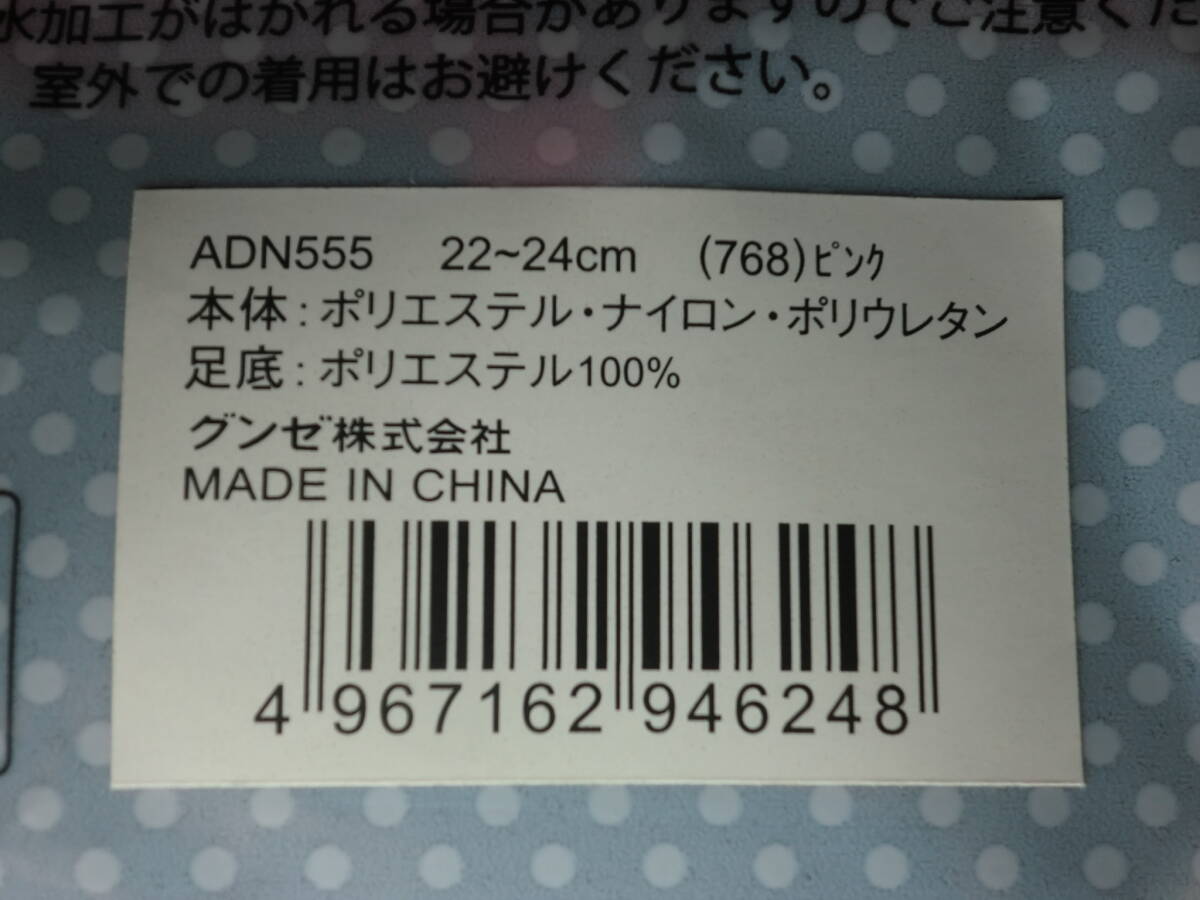 水加工がはかれる場合がありますのでご注意くだ
室外での着用はお避けください。
ADN555 22~24cm (768)ピンク
本体:ポリエステル・ナイロン・ポリウレタン
足底:ポリエステル100%
グンゼ株式会社
MADE IN CHINA
4 967162 946248